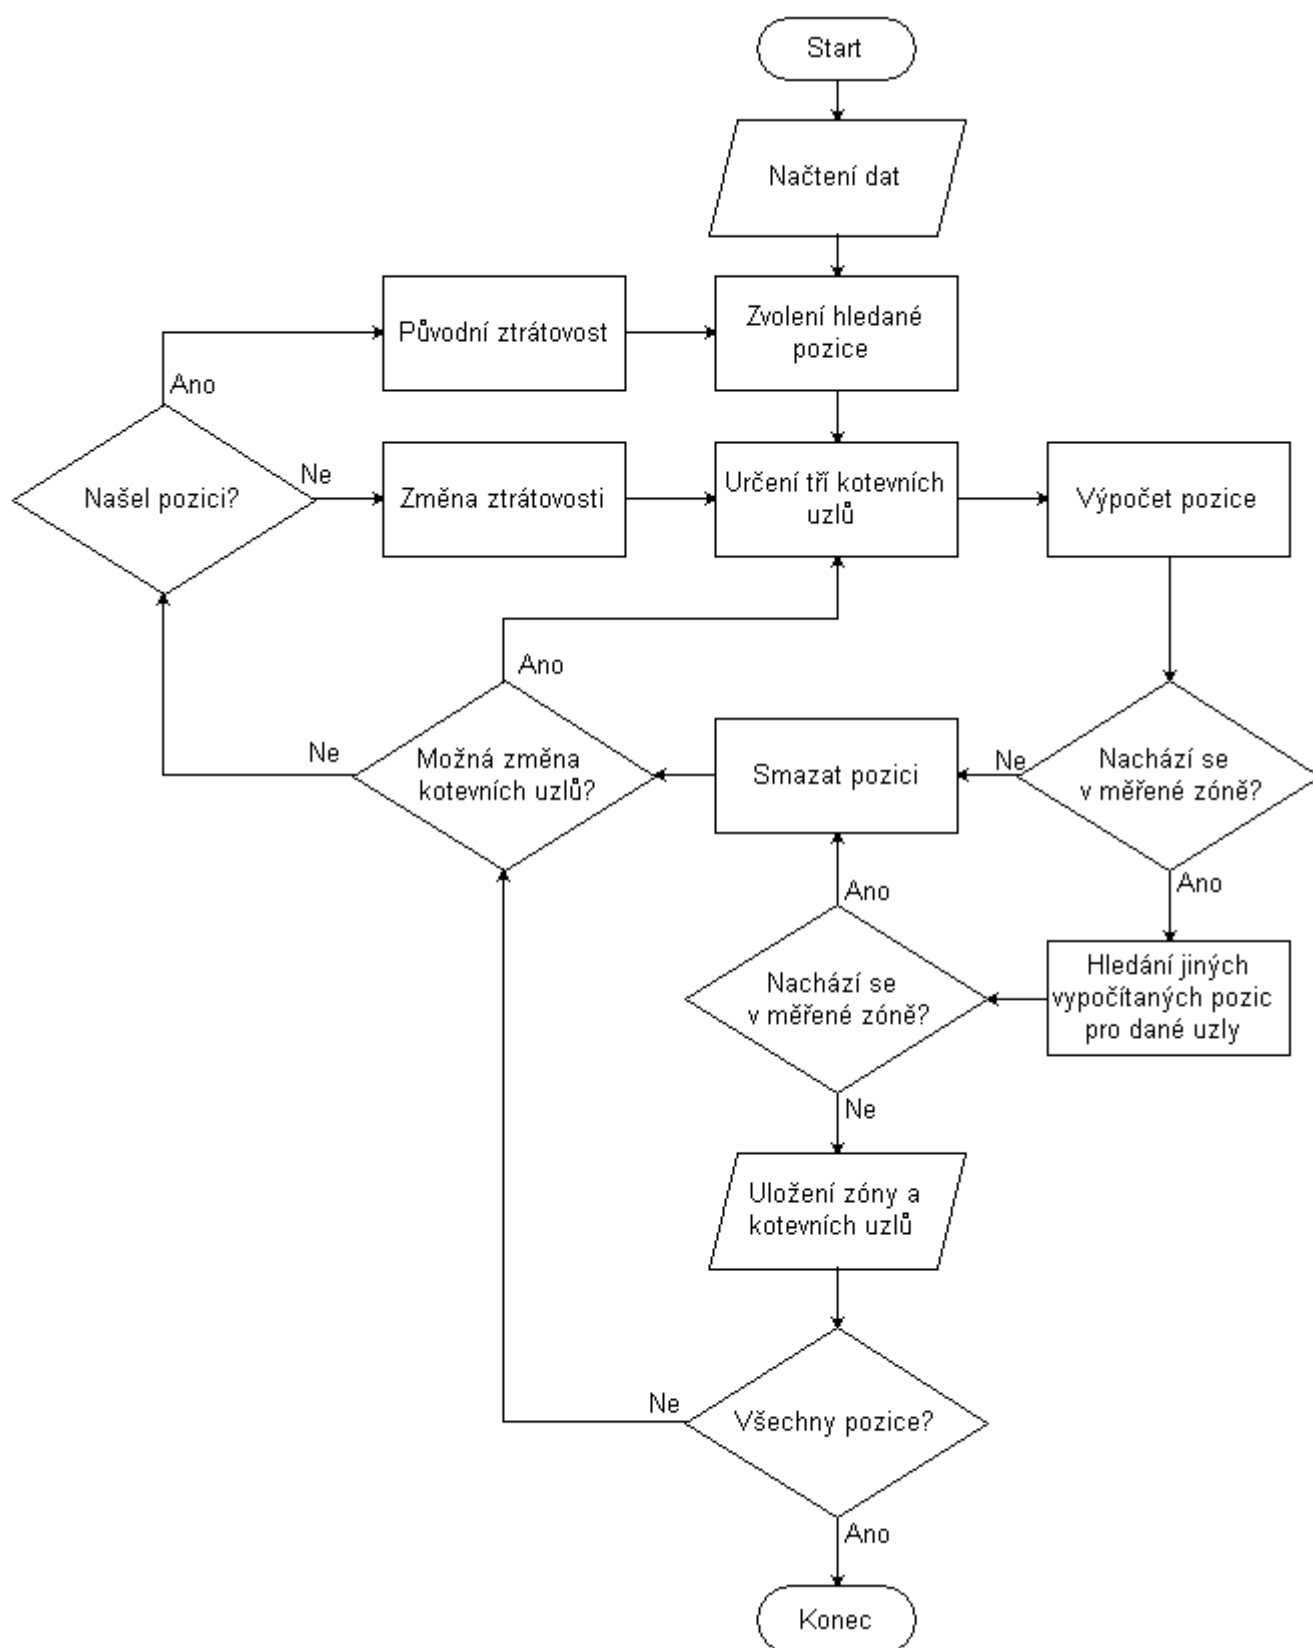 Start
Načtení dat
Původní ztrátovost
Zvolení hledané
pozice
Ano
Našel pozici?
Ne
Změna ztrátovosti
Určení tří kotevních
uzlů
Výpočet pozice
Ano
Ne
Možná změna
kotevních uzlů?
Smazat pozici
Ne
Nachází se
v měřené zóně?
Ano
Ano
Nachází se
v měřené zóně?
Hledání jiných
vypočítaných pozic
pro dané uzly
Ne
Uložení zóny a
kotevních uzlů
Ne
Všechny pozice?
Ano
Konec